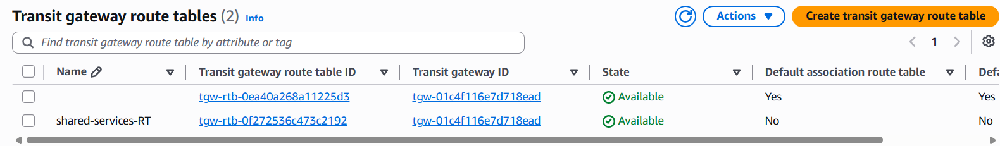 Transit gateway route tables (2) Info
Actions
Create transit gateway route table
Find transit gateway route table by attribute or tag
1
Name Transit gateway route table ID Transit gateway ID State Default association route table Defa
tgw-rtb-0ea40a268a11225d3 tgw-01c4f116e7d718ead Available Yes Yes
shared-services-RT tgw-rtb-0f272536c473c2192 tgw-01c4f116e7d718ead Available No No